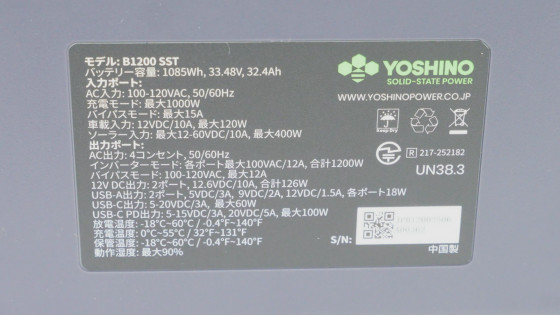 モデル: B1200 SST
バッテリー容量: 1085Wh, 33.48V, 32.4Ah
入力ポート:
AC入力: 100-120VAC, 50/60Hz
充電モード: 最大1000W
バイパスモード: 最大15A
車載入力: 12VDC/10A, 最大120W
ソーラー入力: 最大12-60VDC/10A, 最大400W
出力ポート:
AC出力: 4コンセント, 50/60Hz
インバーターモード: 各ポート最大100VAC/12A, 合計1200W
バイパスモード: 100-120VAC, 最大12A
12V DC出力: 2ポート, 12.6VDC/10A, 合計126W
USB-A出力: 2ポート, 5VDC/3A, 9VDC/2A, 12VDC/1.5A, 各ポート18W
USB-C出力: 5-20VDC/3A, 最大60W
USB-C PD出力: 5-15VDC/3A, 20VDC/5A, 最大100W
放電温度: -18°C~60°C / -0.4°F~140°F
充電温度: 0°C~55°C / 32°F~131°F
保管温度: -18°C~60°C / -0.4°F~140°F
動作湿度: 最大90%
YOSHINO
SOLID-STATE POWER
WWW.YOSHINOPOWER.CO.JP
Keep Dry
R 217-252182
UN38.3
S/N:
中国製